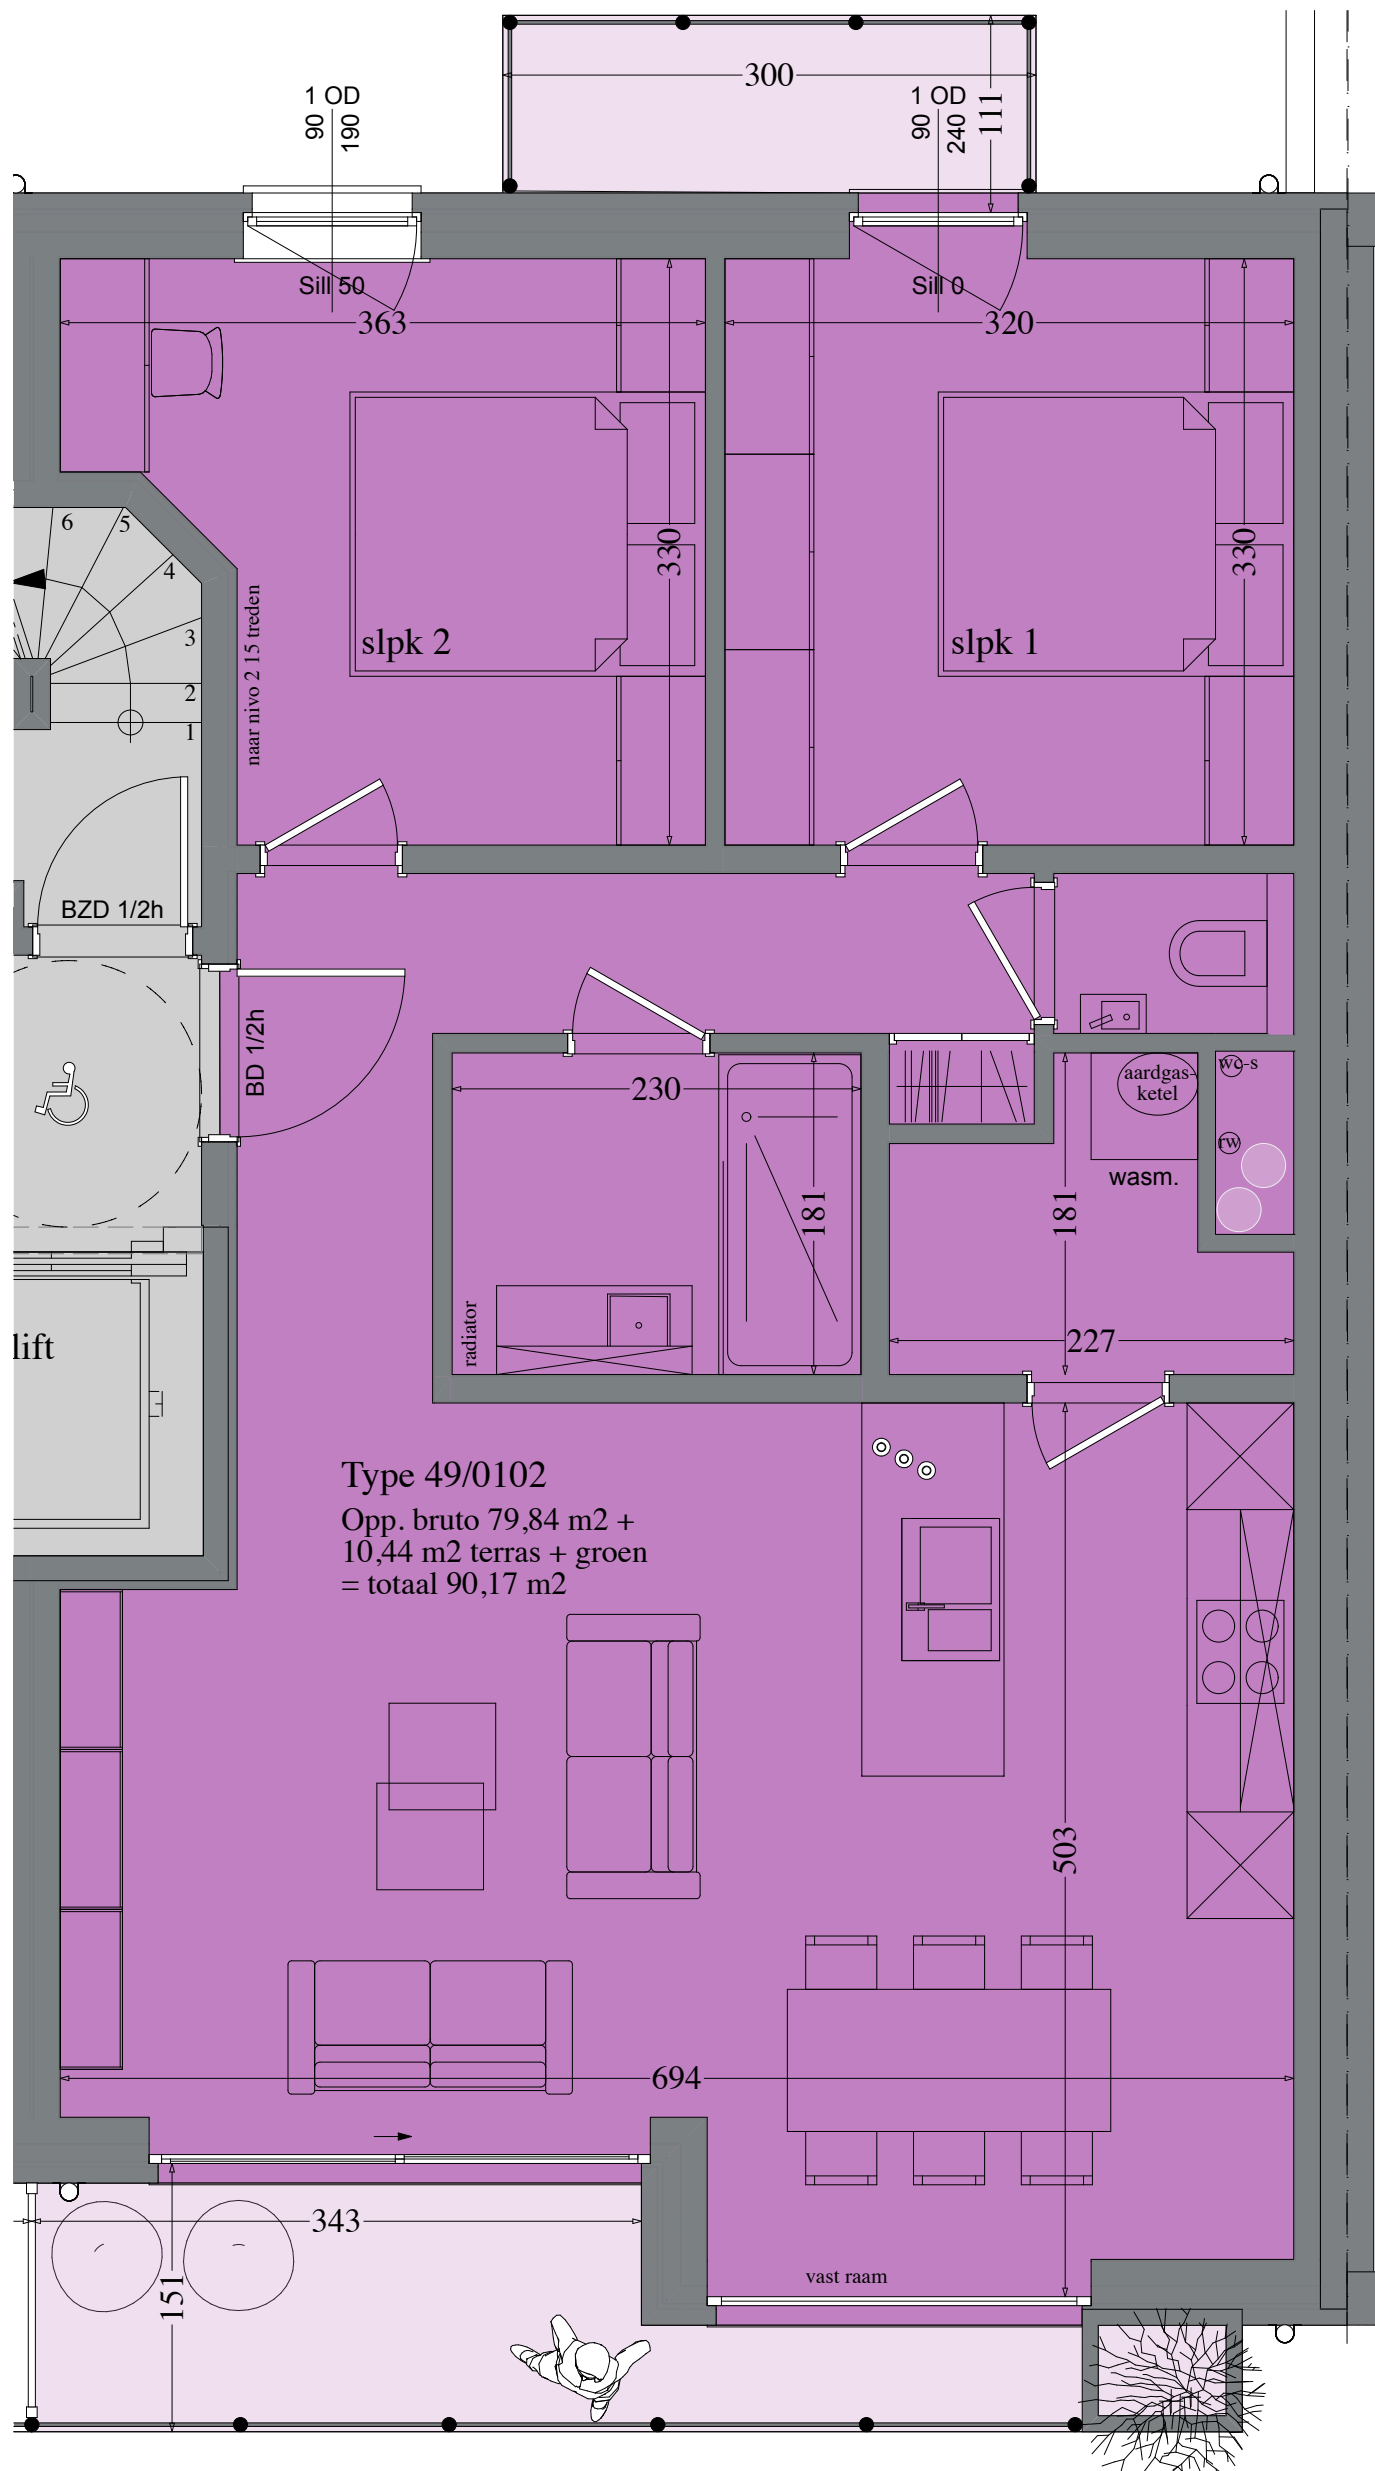 300
111
1 OD
90
190
1 OD
90
240
Sill 50
Sill 0
363
320
330
330
slpk 2
slpk 1
6
5
4
3
2
1
naar nivo 2 15 treden
BZD 1/2h
BD 1/2h
230
181
radiator
aardgas-
ketel
wasm.
wc-s
rw
181
227
lift
Type 49/0102
Opp. bruto 79,84 m2 +
10,44 m2 terras + groen
= totaal 90,17 m2
503
694
343
151
vast raam